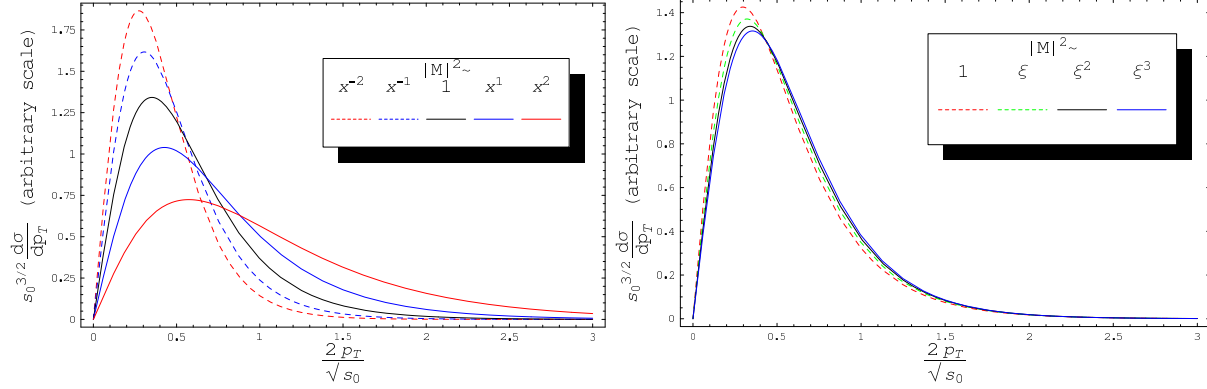 s₀^3/2 dσ/dp_T (arbitrary scale)
1.75
1.5
1.25
1
0.75
0.5
0.25
0
0 0.5 1 1.5 2 2.5 3
2 p_T / √s₀
|M|²~
x⁻² x⁻¹ 1 x¹ x²
s₀^3/2 dσ/dp_T (arbitrary scale)
1.4
1.2
1
0.8
0.6
0.4
0.2
0
0 0.5 1 1.5 2 2.5 3
2 p_T / √s₀
|M|²~
1 ξ ξ² ξ³